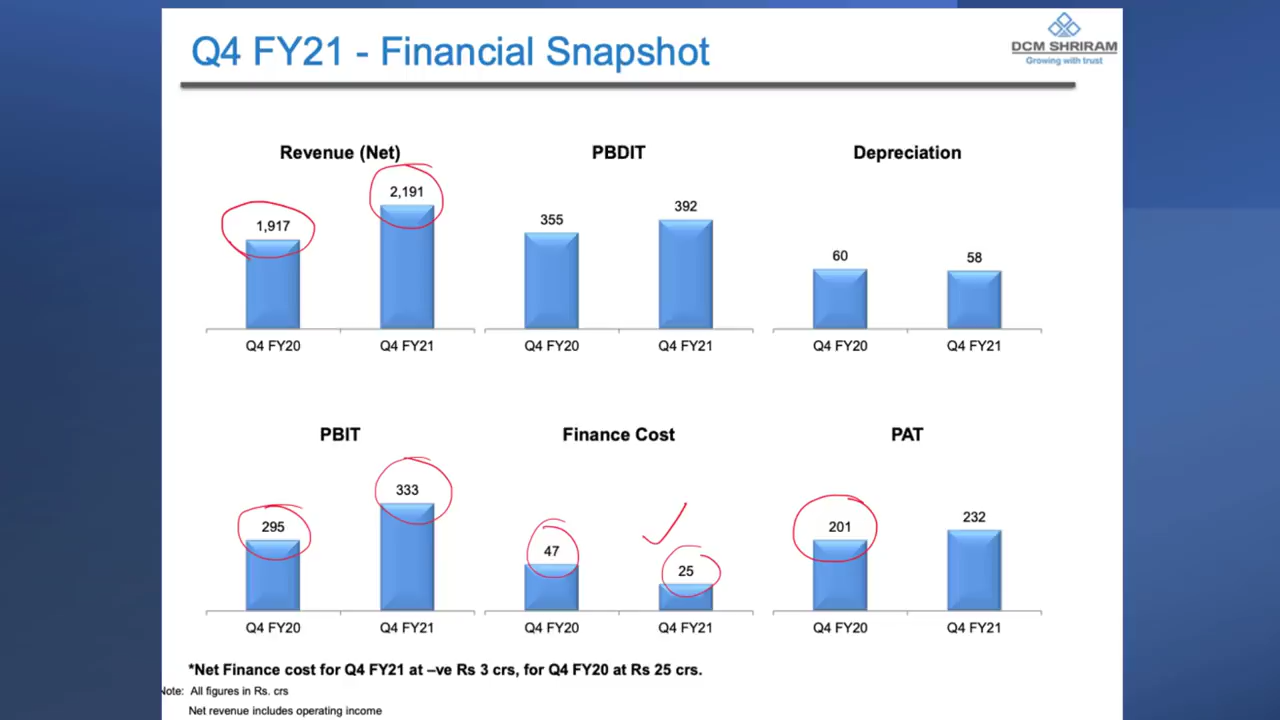 Q4 FY21 - Financial Snapshot
DCM SHRIRAM
Growing with trust
Revenue (Net)
1,917
2,191
Q4 FY20
Q4 FY21
PBDIT
355
392
Q4 FY20
Q4 FY21
Depreciation
60
58
Q4 FY20
Q4 FY21
PBIT
295
333
Q4 FY20
Q4 FY21
Finance Cost
47
25
Q4 FY20
Q4 FY21
PAT
201
232
Q4 FY20
Q4 FY21
*Net Finance cost for Q4 FY21 at –ve Rs 3 crs, for Q4 FY20 at Rs 25 crs.
Note: All figures in Rs. crs
Net revenue includes operating income